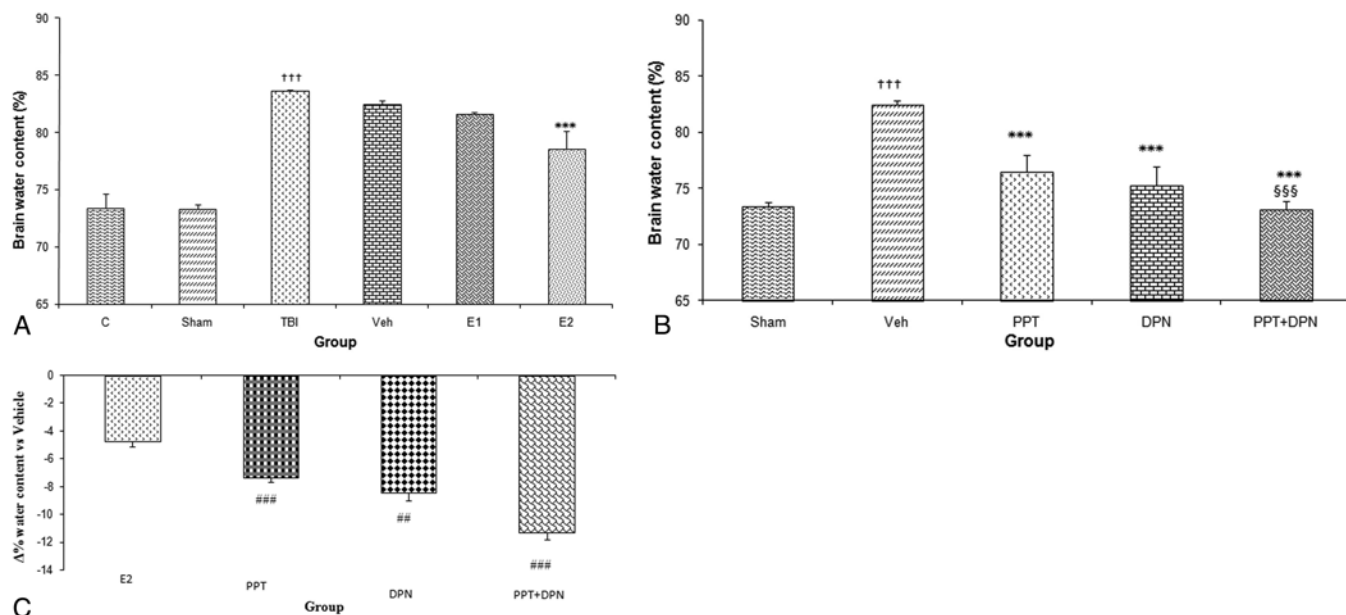 90
85
80
75
70
65
Brain water content (%)
†††
***
C Sham TBI Veh E1 E2
Group
A
90
85
80
75
70
65
Brain water content (%)
†††
***
***
***
§§§
Sham Veh PPT DPN PPT+DPN
Group
B
0
-2
-4
-6
-8
-10
-12
-14
Δ% water content vs Vehicle
###
##
###
E2 PPT DPN PPT+DPN
Group
C